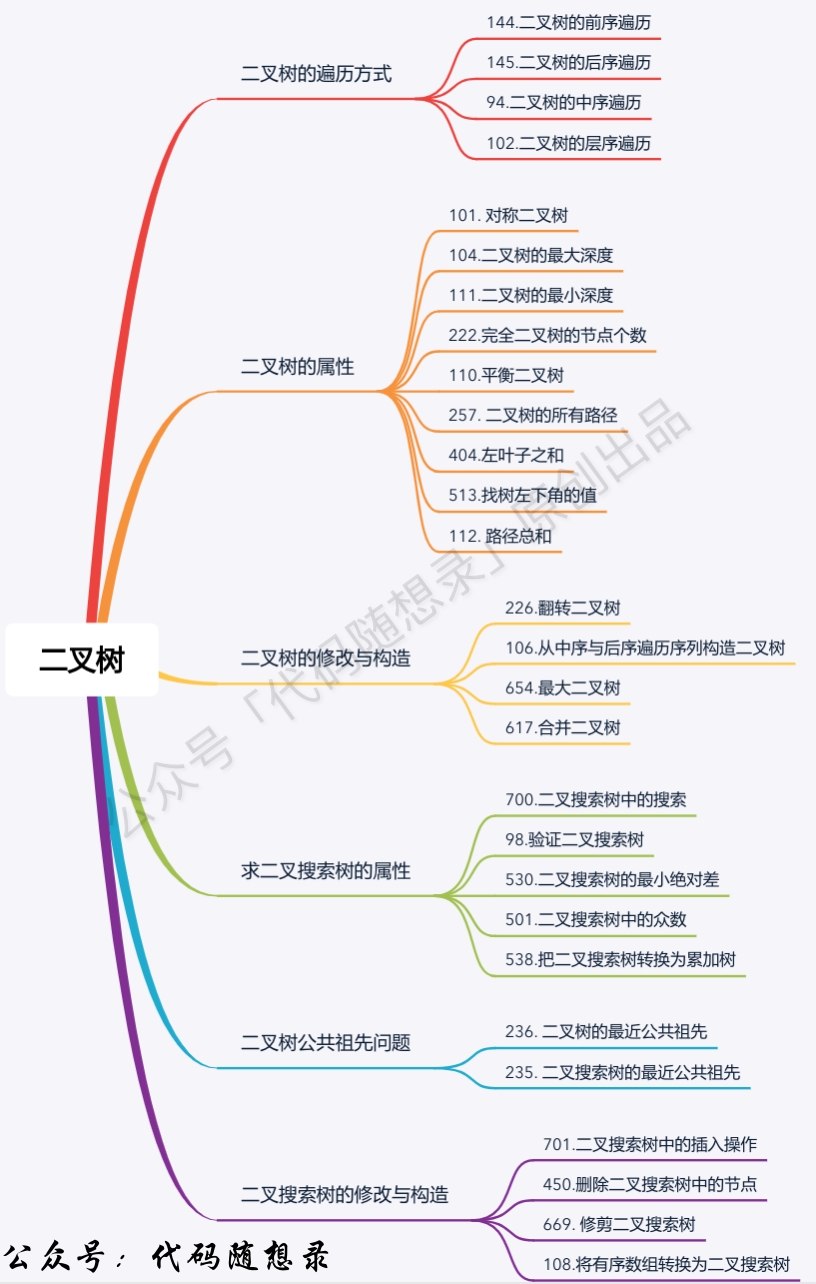 二叉树
二叉树的遍历方式
144.二叉树的前序遍历
145.二叉树的后序遍历
94.二叉树的中序遍历
102.二叉树的层序遍历
二叉树的属性
101. 对称二叉树
104.二叉树的最大深度
111.二叉树的最小深度
222.完全二叉树的节点个数
110.平衡二叉树
257. 二叉树的所有路径
404.左叶子之和
513.找树左下角的值
112. 路径总和
二叉树的修改与构造
226.翻转二叉树
106.从中序与后序遍历序列构造二叉树
654.最大二叉树
617.合并二叉树
求二叉搜索树的属性
700.二叉搜索树中的搜索
98.验证二叉搜索树
530.二叉搜索树的最小绝对差
501.二叉搜索树中的众数
538.把二叉搜索树转换为累加树
二叉树公共祖先问题
236. 二叉树的最近公共祖先
235. 二叉搜索树的最近公共祖先
二叉搜索树的修改与构造
701.二叉搜索树中的插入操作
450.删除二叉搜索树中的节点
669. 修剪二叉搜索树
108.将有序数组转换为二叉搜索树
公众号「代码随想录」原创出品
公众号：代码随想录